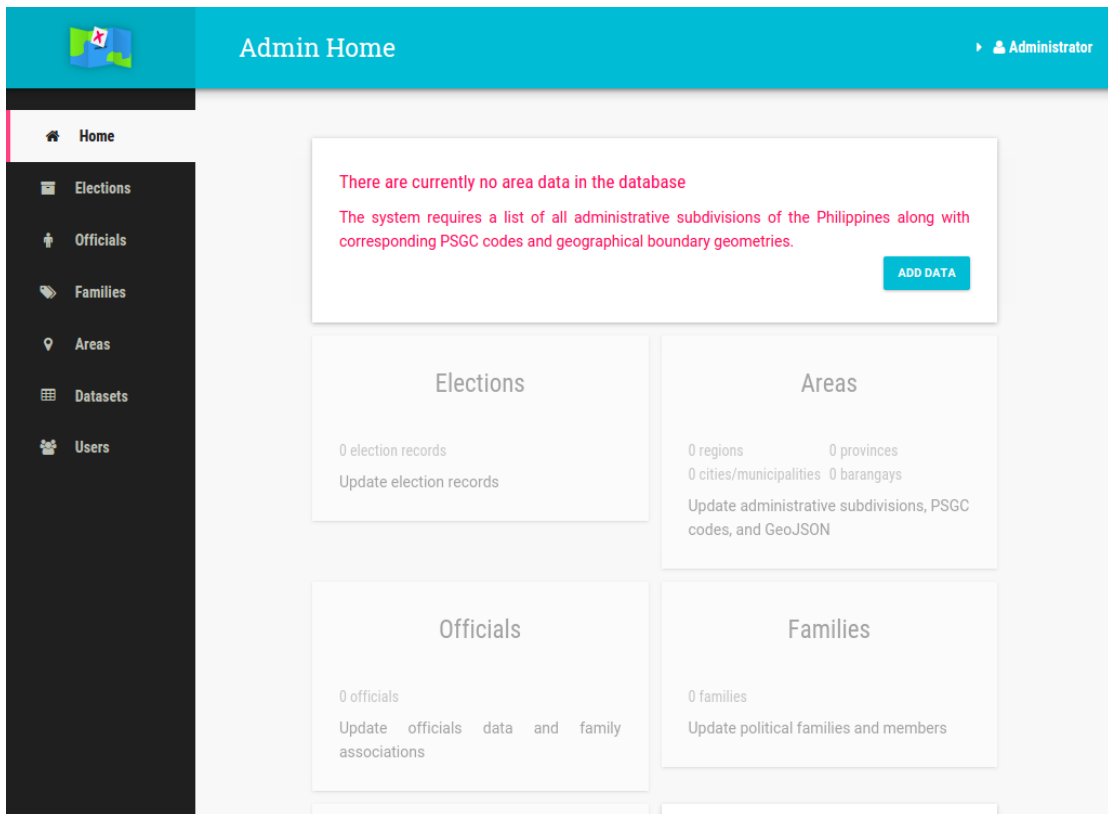 Admin Home
Administrator
Home
Elections
Officials
Families
Areas
Datasets
Users
There are currently no area data in the database
The system requires a list of all administrative subdivisions of the Philippines along with
corresponding PSGC codes and geographical boundary geometries.
ADD DATA
Elections
0 election records
Update election records
Areas
0 regions 0 provinces
0 cities/municipalities 0 barangays
Update administrative subdivisions, PSGC
codes, and GeoJSON
Officials
0 officials
Update officials data and family
associations
Families
0 families
Update political families and members